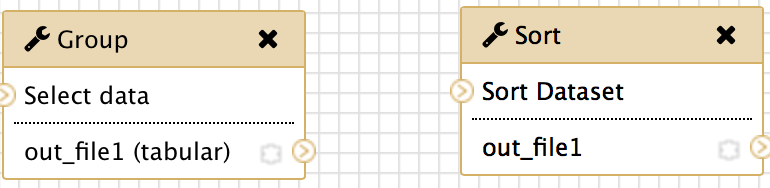 Group
Select data
out_file1 (tabular)
Sort
Sort Dataset
out_file1